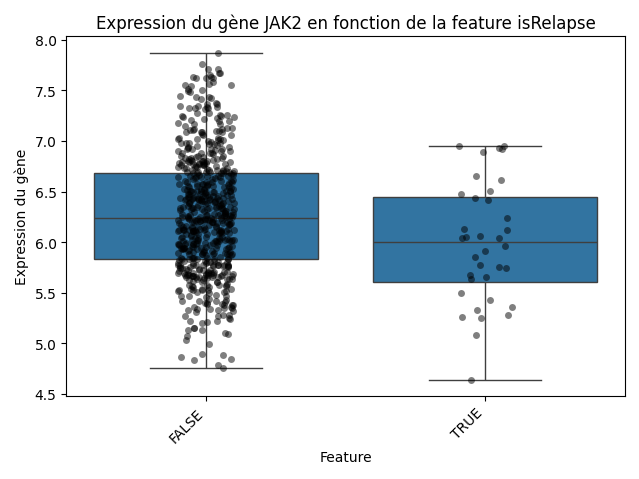 Expression du gène JAK2 en fonction de la feature isRelapse
Expression du gène
8.0
7.5
7.0
6.5
6.0
5.5
5.0
4.5
FALSE
TRUE
Feature